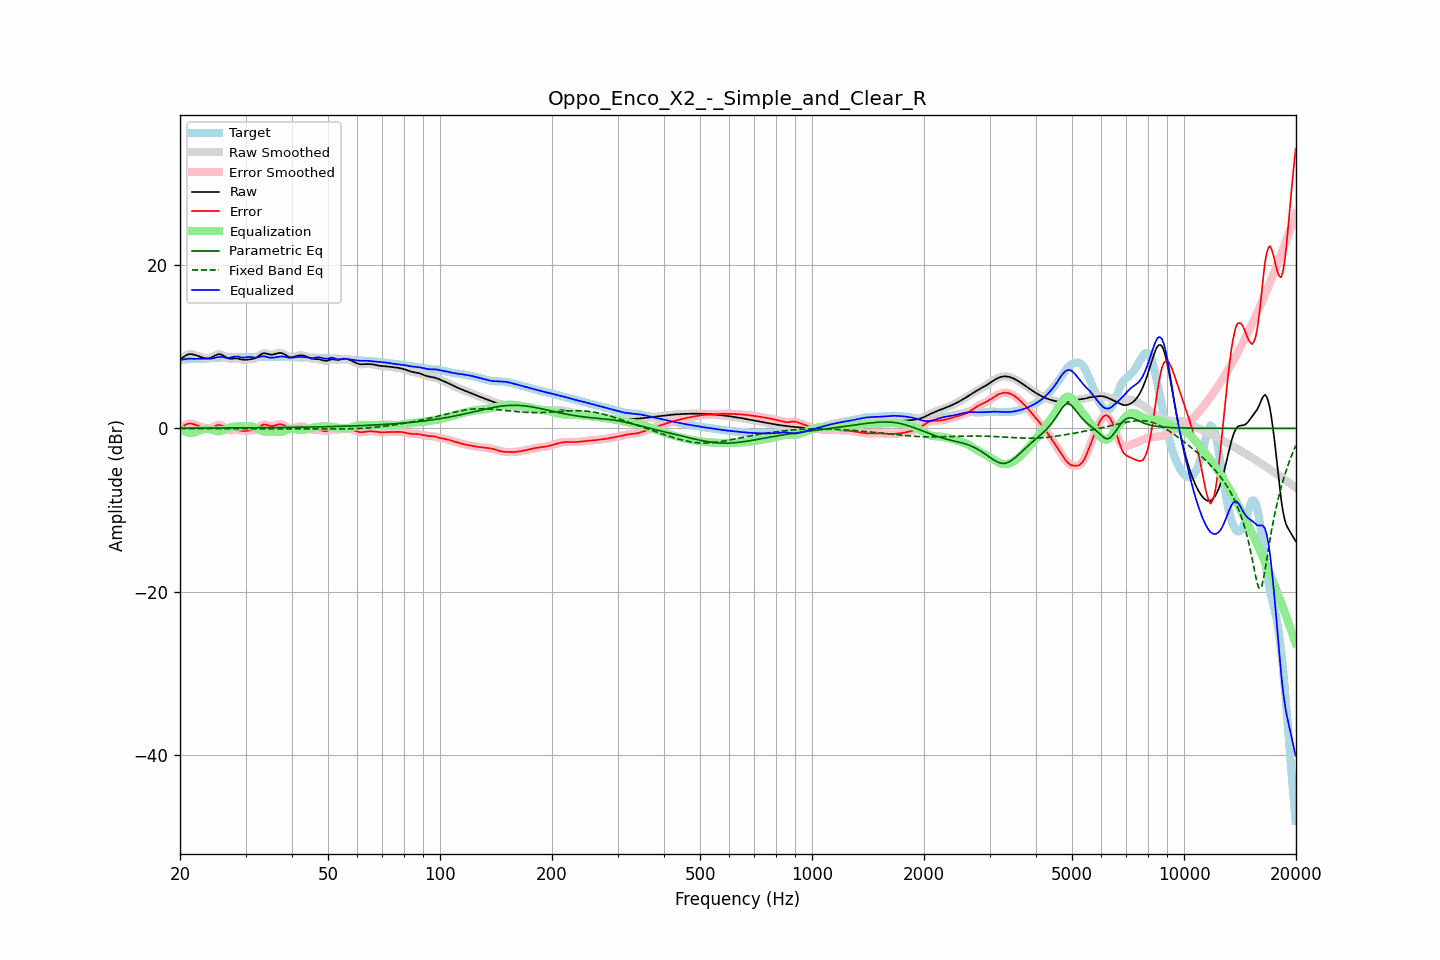 Oppo_Enco_X2_-_Simple_and_Clear_R
Target
Raw Smoothed
Error Smoothed
Raw
Error
Equalization
Parametric Eq
Fixed Band Eq
Equalized
20
0
−20
−40
Amplitude (dBr)
20 50 100 200 500 1000 2000 5000 10000 20000
Frequency (Hz)